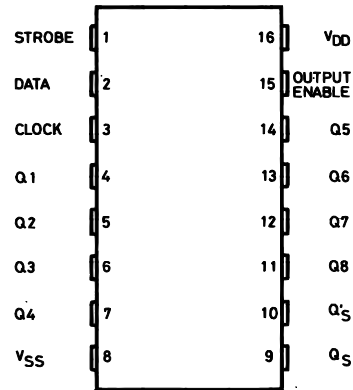 STROBE 1 16 VDD
DATA 2 15 OUTPUT ENABLE
CLOCK 3 14 Q5
Q1 4 13 Q6
Q2 5 12 Q7
Q3 6 11 Q8
Q4 7 10 Q'S
VSS 8 9 QS